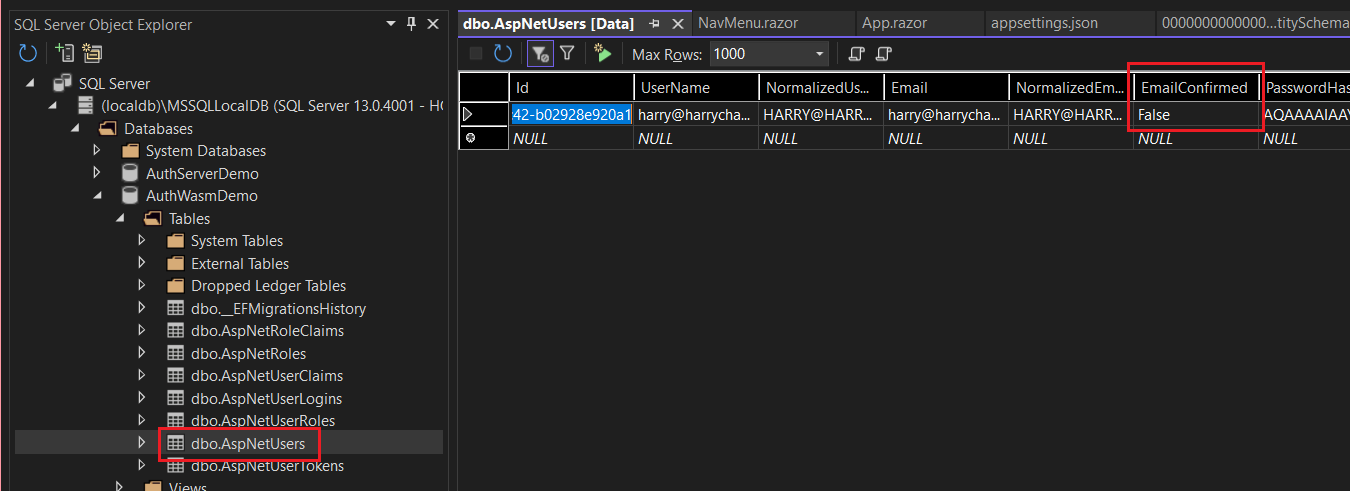 SQL Server Object Explorer
SQL Server
(localdb)\MSSQLLocalDB (SQL Server 13.0.4001 - HO
Databases
System Databases
AuthServerDemo
AuthWasmDemo
Tables
System Tables
External Tables
Dropped Ledger Tables
dbo.__EFMigrationsHistory
dbo.AspNetRoleClaims
dbo.AspNetRoles
dbo.AspNetUserClaims
dbo.AspNetUserLogins
dbo.AspNetUserRoles
dbo.AspNetUsers
dbo.AspNetUserTokens
Views
dbo.AspNetUsers [Data] NavMenu.razor App.razor appsettings.json 0000000000000...titySchema
Max Rows: 1000
Id UserName NormalizedUs... Email NormalizedEm... EmailConfirmed PasswordHas
42-b02928e920a1 harry@harrycha... HARRY@HARR... harry@harrycha... HARRY@HARR... False AQAAAAIAAY
NULL NULL NULL NULL NULL NULL NULL